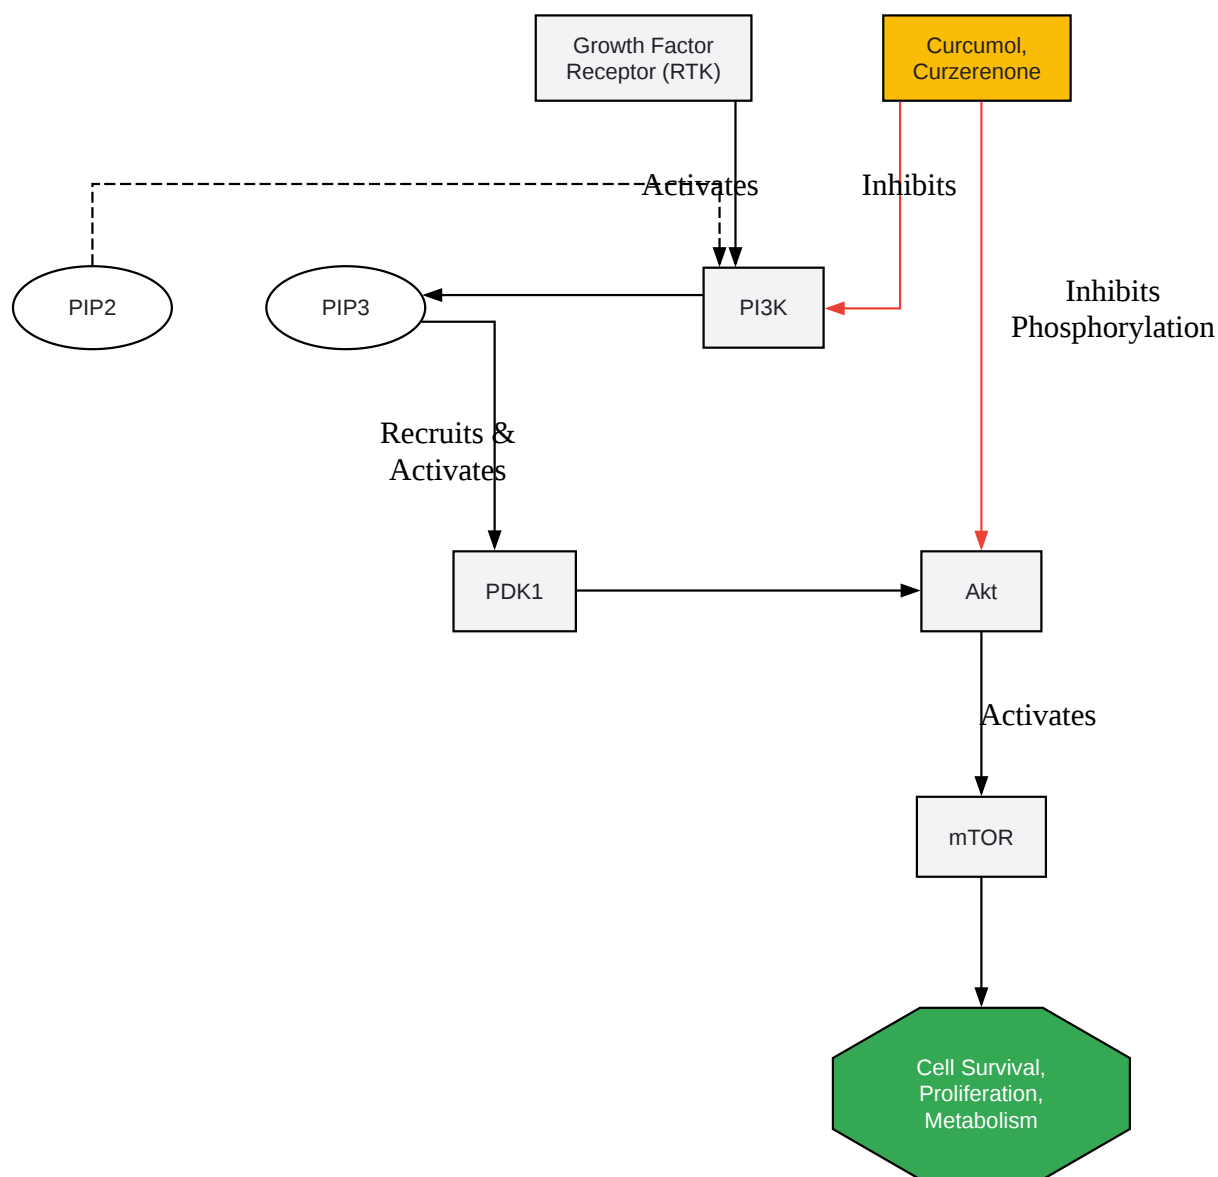 Growth Factor
Receptor (RTK)
Curcumol,
Curzerenone
Activates
Inhibits
PIP2
PIP3
PI3K
Inhibits
Phosphorylation
Recruits &
Activates
PDK1
Akt
Activates
mTOR
Cell Survival,
Proliferation,
Metabolism